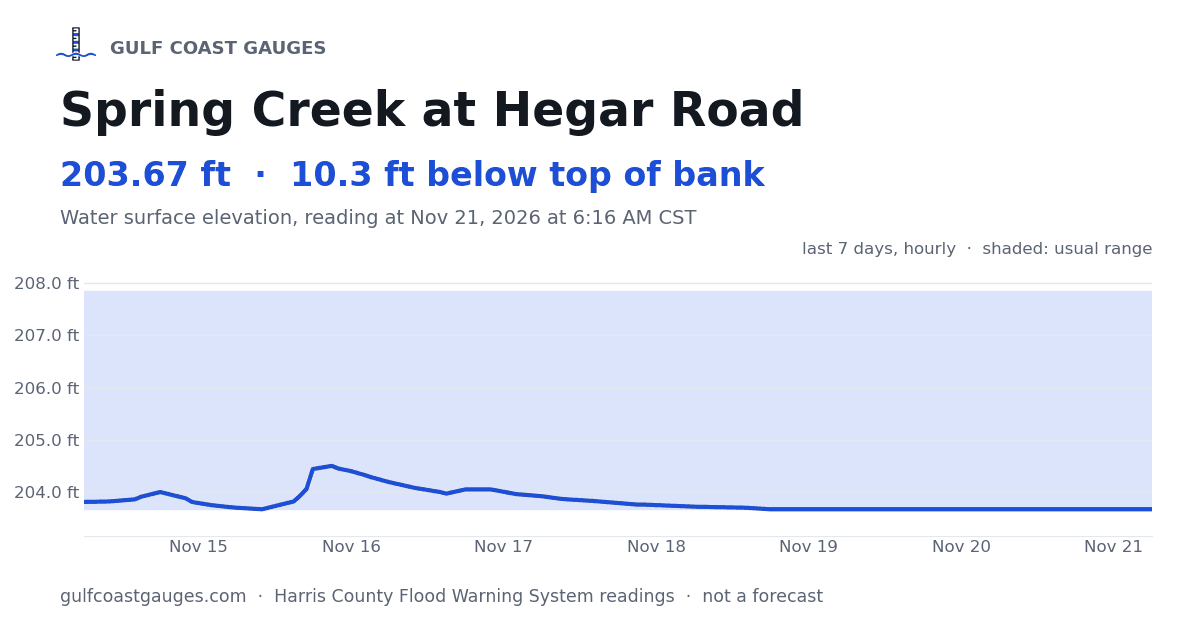 GULF COAST GAUGES
Spring Creek at Hegar Road
203.67 ft · 10.3 ft below top of bank
Water surface elevation, reading at Nov 21, 2026 at 6:16 AM CST
last 7 days, hourly · shaded: usual range
208.0 ft
207.0 ft
206.0 ft
205.0 ft
204.0 ft
Nov 15 Nov 16 Nov 17 Nov 18 Nov 19 Nov 20 Nov 21
gulfcoastgauges.com · Harris County Flood Warning System readings · not a forecast